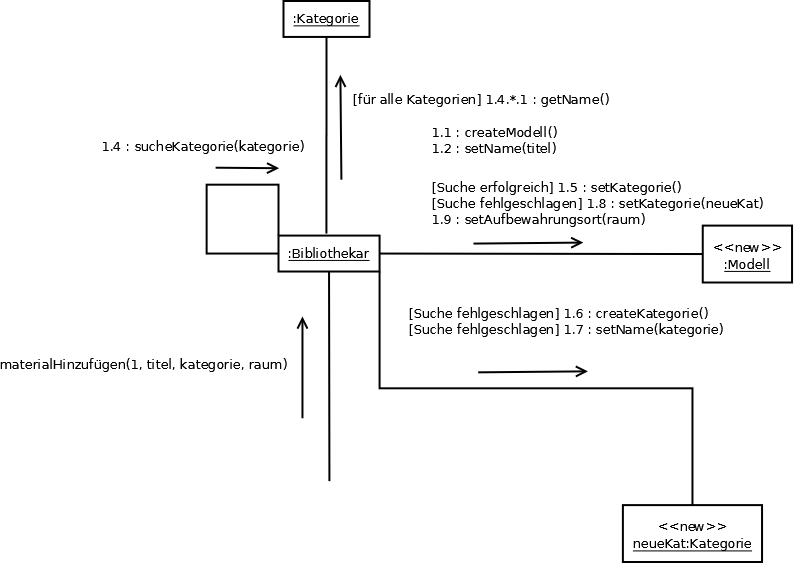 :Kategorie
[für alle Kategorien] 1.4.*.1 : getName()
1.1 : createModell()
1.2 : setName(titel)
1.4 : sucheKategorie(kategorie)
[Suche erfolgreich] 1.5 : setKategorie()
[Suche fehlgeschlagen] 1.8 : setKategorie(neueKat)
1.9 : setAufbewahrungsort(raum)
:Bibliothekar
<<new>>
:Modell
[Suche fehlgeschlagen] 1.6 : createKategorie()
[Suche fehlgeschlagen] 1.7 : setName(kategorie)
materialHinzufügen(1, titel, kategorie, raum)
<<new>>
neueKat:Kategorie